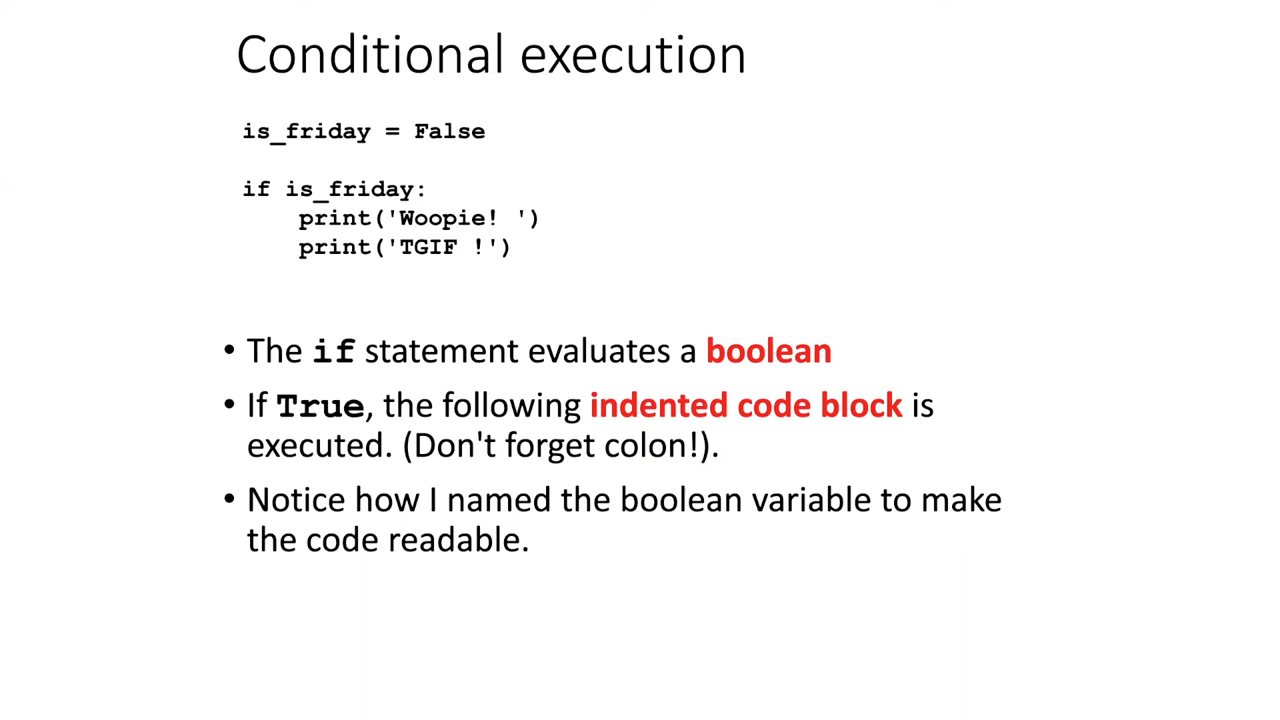 Conditional execution
is_friday = False
if is_friday:
    print('Woopie! ')
    print('TGIF !')
• The if statement evaluates a boolean
• If True, the following indented code block is
executed. (Don't forget colon!).
• Notice how I named the boolean variable to make
the code readable.